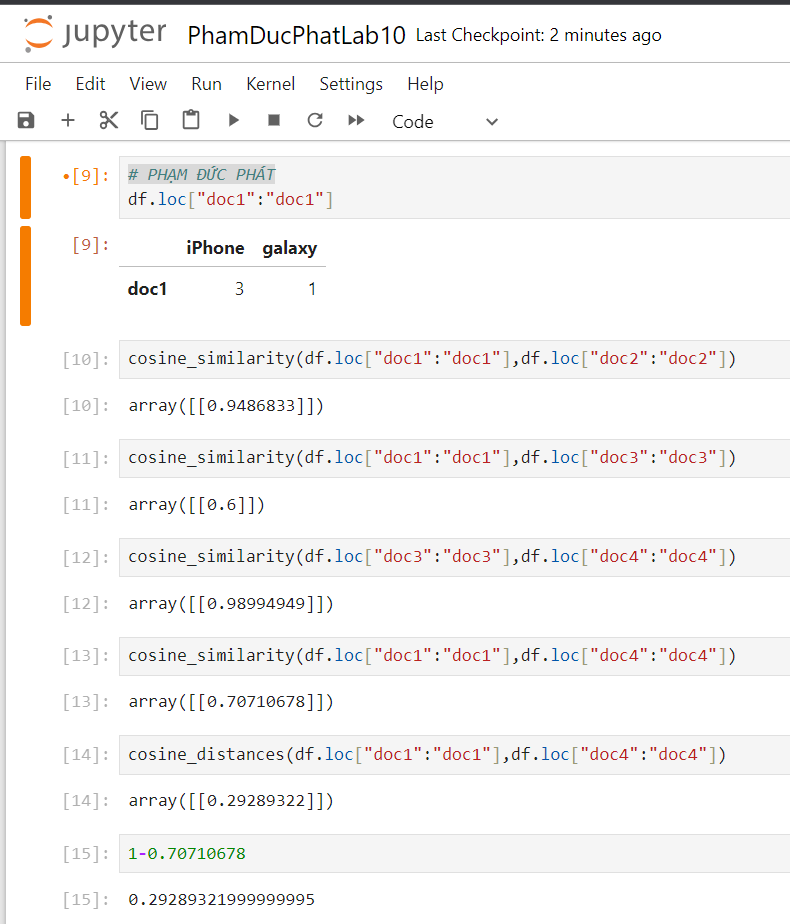 jupyter PhamDucPhatLab10 Last Checkpoint: 2 minutes ago
File Edit View Run Kernel Settings Help
Code
•[9]: # PHẠM ĐỨC PHÁT
df.loc["doc1":"doc1"]
[9]: iPhone galaxy
doc1 3 1
[10]: cosine_similarity(df.loc["doc1":"doc1"],df.loc["doc2":"doc2"])
[10]: array([[0.9486833]])
[11]: cosine_similarity(df.loc["doc1":"doc1"],df.loc["doc3":"doc3"])
[11]: array([[0.6]])
[12]: cosine_similarity(df.loc["doc3":"doc3"],df.loc["doc4":"doc4"])
[12]: array([[0.98994949]])
[13]: cosine_similarity(df.loc["doc1":"doc1"],df.loc["doc4":"doc4"])
[13]: array([[0.70710678]])
[14]: cosine_distances(df.loc["doc1":"doc1"],df.loc["doc4":"doc4"])
[14]: array([[0.29289322]])
[15]: 1-0.70710678
[15]: 0.29289321999999995